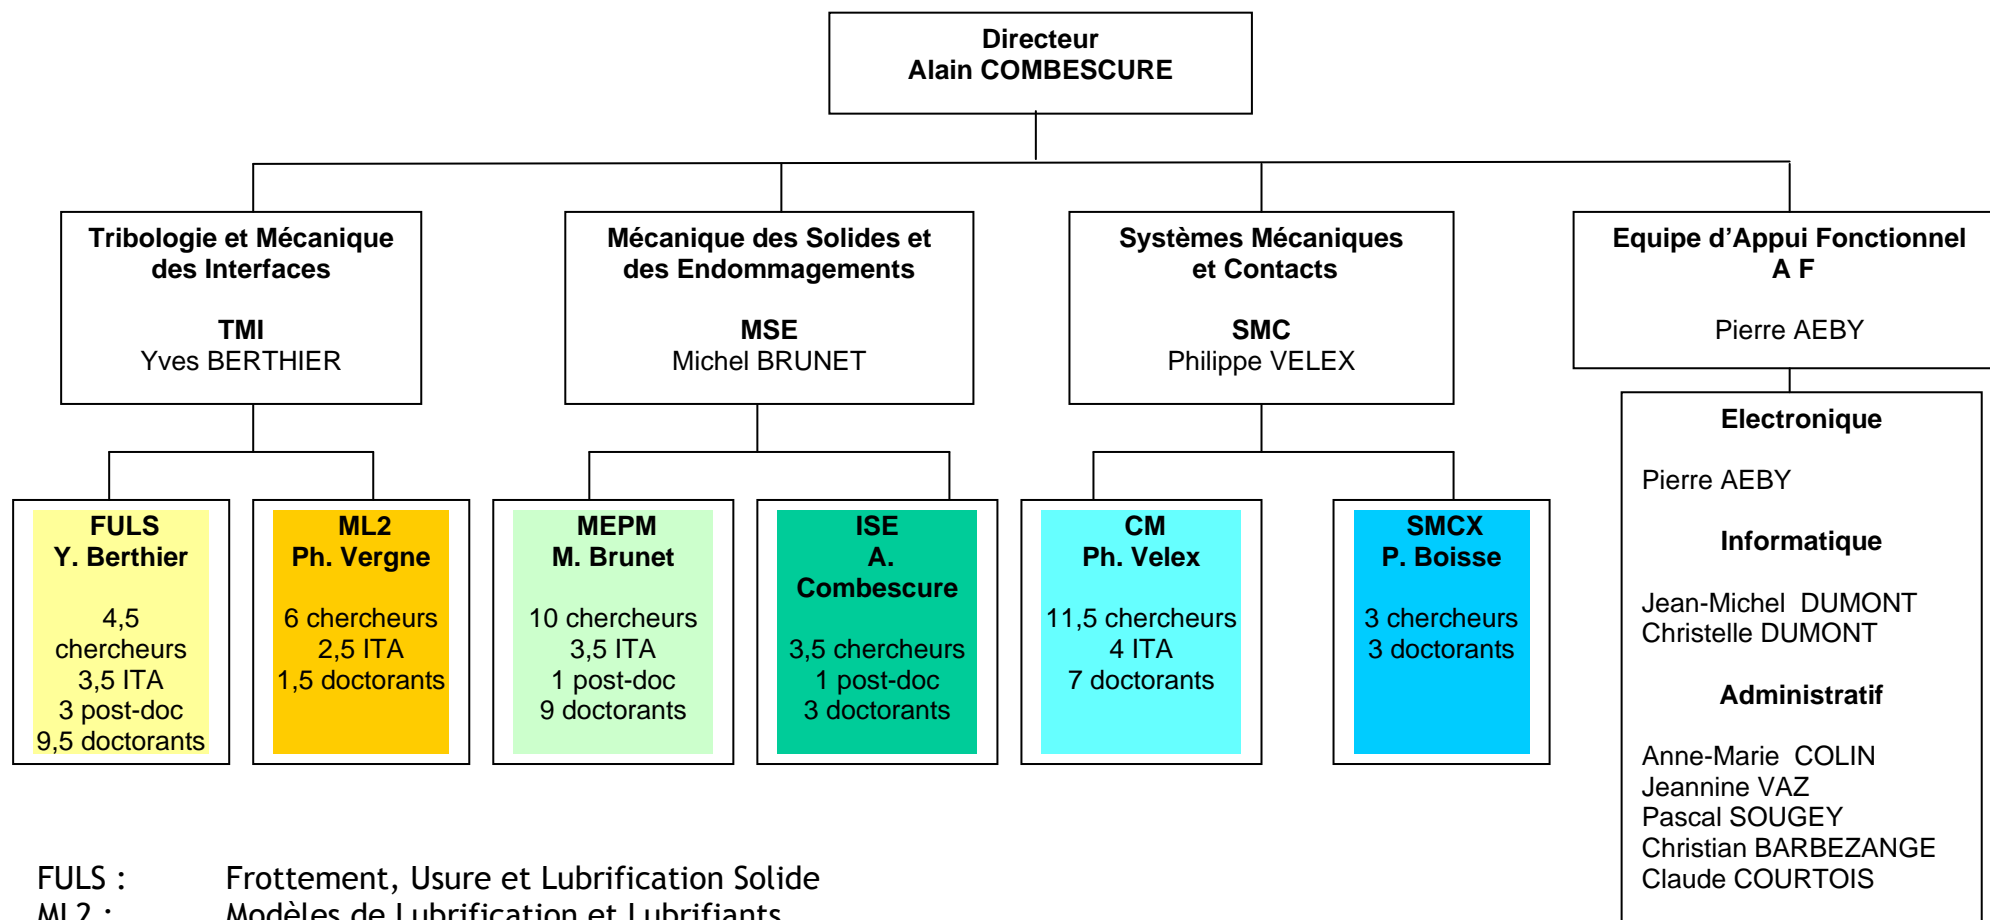 Directeur
Alain COMBESCURE
Tribologie et Mécanique
des Interfaces
TMI
Yves BERTHIER
Mécanique des Solides et
des Endommagements
MSE
Michel BRUNET
Systèmes Mécaniques
et Contacts
SMC
Philippe VELEX
Equipe d'Appui Fonctionnel
A F
Pierre AEBY
FULS
Y. Berthier
4,5
chercheurs
3,5 ITA
3 post-doc
9,5 doctorants
ML2
Ph. Vergne
6 chercheurs
2,5 ITA
1,5 doctorants
MEPM
M. Brunet
10 chercheurs
3,5 ITA
1 post-doc
9 doctorants
ISE
A.
Combescure
3,5 chercheurs
1 post-doc
3 doctorants
CM
Ph. Velex
11,5 chercheurs
4 ITA
7 doctorants
SMCX
P. Boisse
3 chercheurs
3 doctorants
Electronique
Pierre AEBY
Informatique
Jean-Michel DUMONT
Christelle DUMONT
Administratif
Anne-Marie COLIN
Jeannine VAZ
Pascal SOUGEY
Christian BARBEZANGE
Claude COURTOIS
FULS : Frottement, Usure et Lubrification Solide
ML2 : Modèles de Lubrification et Lubrifiants